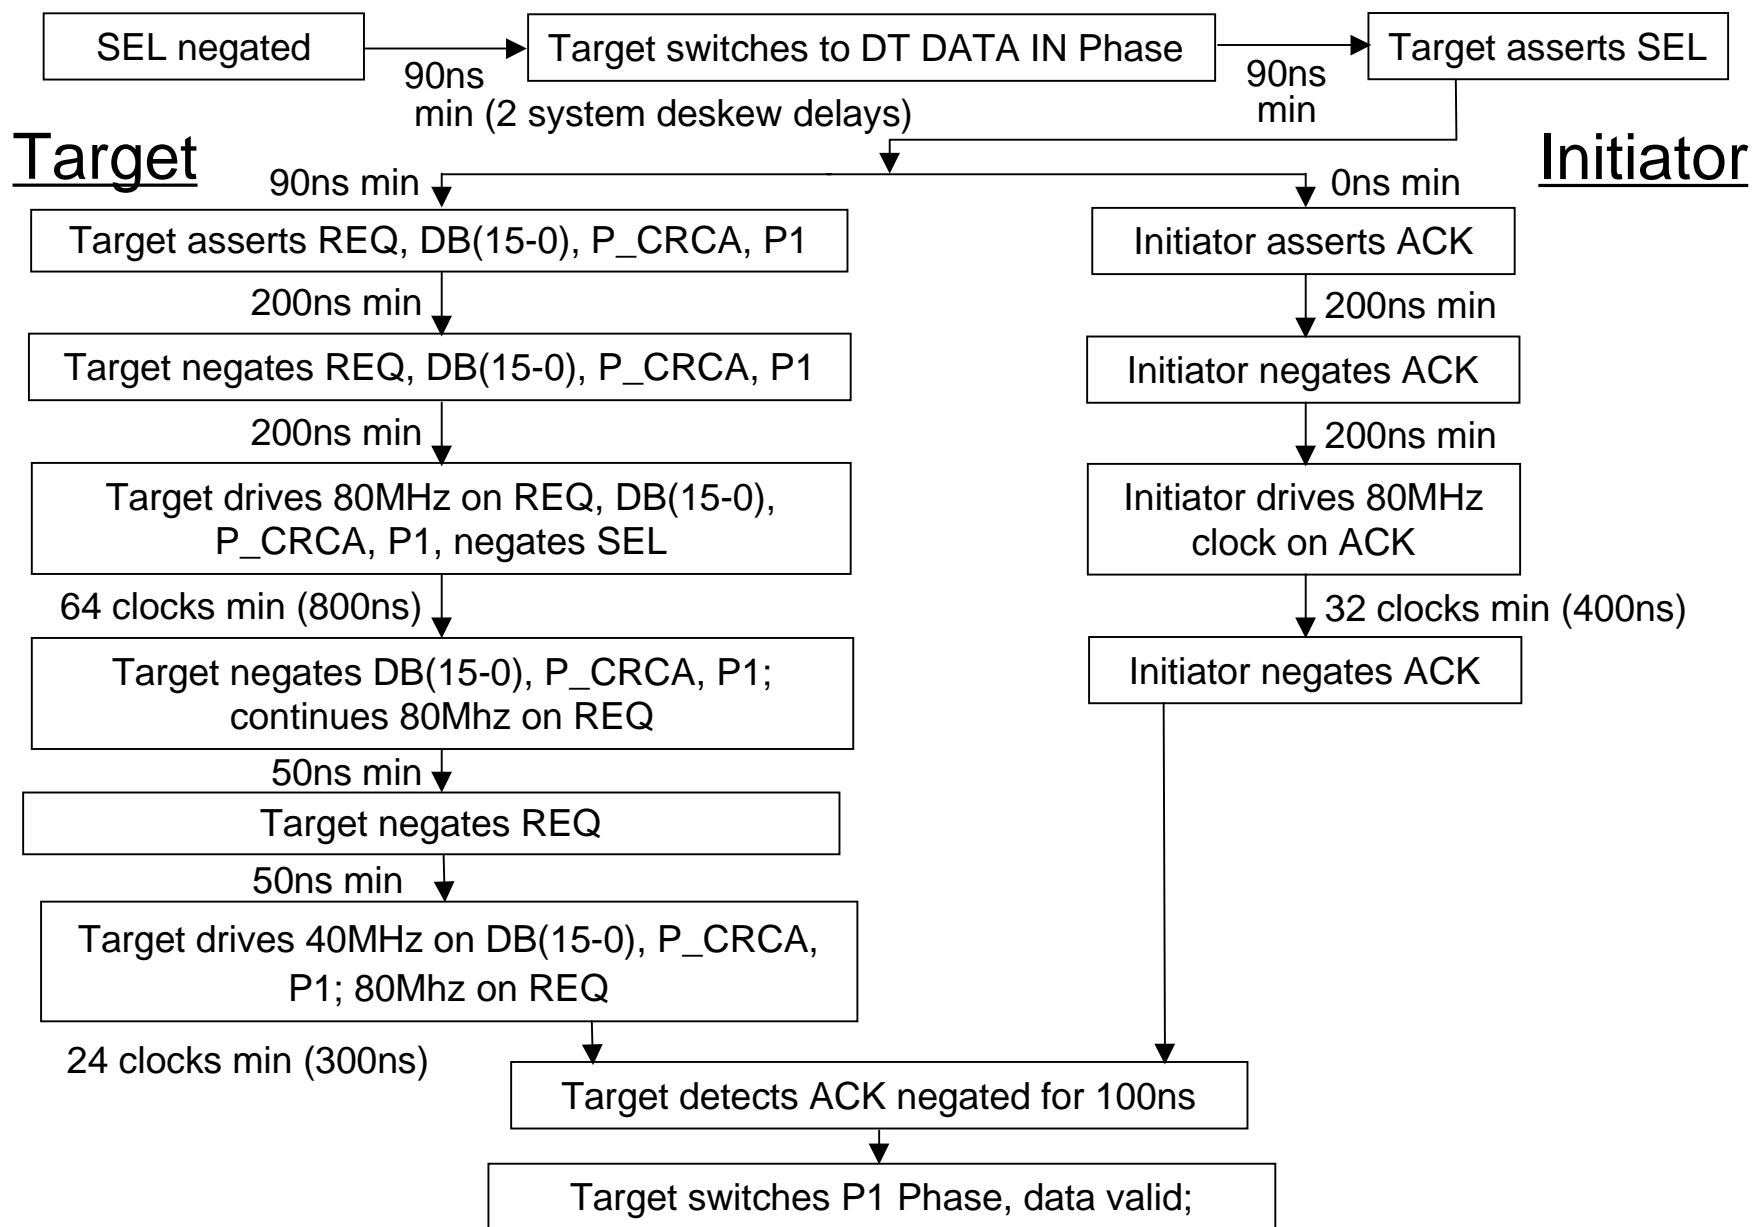 SEL negated
Target switches to DT DATA IN Phase
Target asserts SEL
90ns
min (2 system deskew delays)
90ns
min
Target
Initiator
90ns min
0ns min
Target asserts REQ, DB(15-0), P_CRCA, P1
Initiator asserts ACK
200ns min
200ns min
Target negates REQ, DB(15-0), P_CRCA, P1
Initiator negates ACK
200ns min
200ns min
Target drives 80MHz on REQ, DB(15-0),
P_CRCA, P1, negates SEL
Initiator drives 80MHz
clock on ACK
64 clocks min (800ns)
32 clocks min (400ns)
Target negates DB(15-0), P_CRCA, P1;
continues 80Mhz on REQ
Initiator negates ACK
50ns min
Target negates REQ
50ns min
Target drives 40MHz on DB(15-0), P_CRCA,
P1; 80Mhz on REQ
24 clocks min (300ns)
Target detects ACK negated for 100ns
Target switches P1 Phase, data valid;